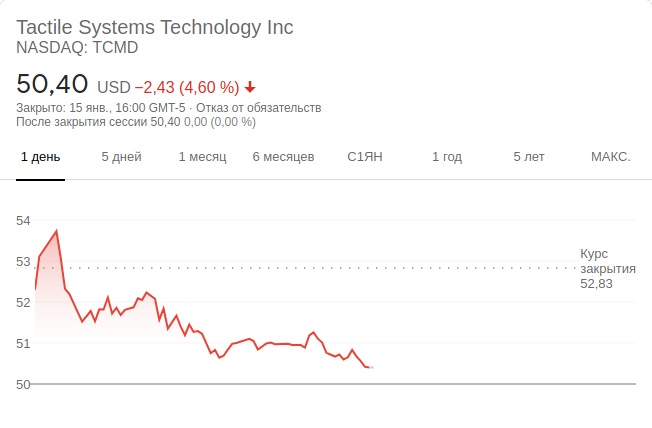 Tactile Systems Technology Inc
NASDAQ: TCMD
50,40 USD −2,43 (4,60 %)
Закрыто: 15 янв., 16:00 GMT-5 · Отказ от обязательств
После закрытия сессии 50,40 0,00 (0,00 %)
1 день 5 дней 1 месяц 6 месяцев С1ЯН 1 год 5 лет МАКС.
54
53
52
51
50
Курс
закрытия
52,83